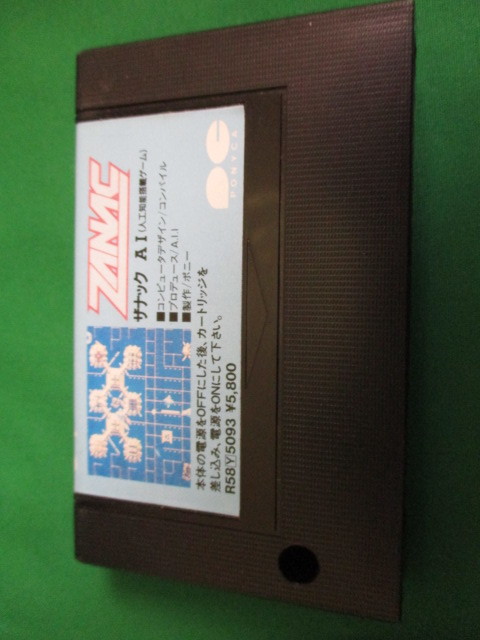 ZANAC
ザナック AI(人工知能搭載ゲーム)
■コンピュータデザイン/コンパイル
■プロデュース/A.I.I
■製作/ポニー
PONYCA
本体の電源をOFFにした後、カートリッジを
差し込み、電源をONにして下さい。
R58Y5093 ¥5,800